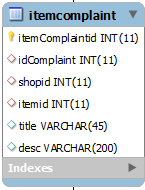 itemcomplaint
itemComplaintid INT(11)
idComplaint INT(11)
shopid INT(11)
itemid INT(11)
title VARCHAR(45)
desc VARCHAR(200)
Indexes